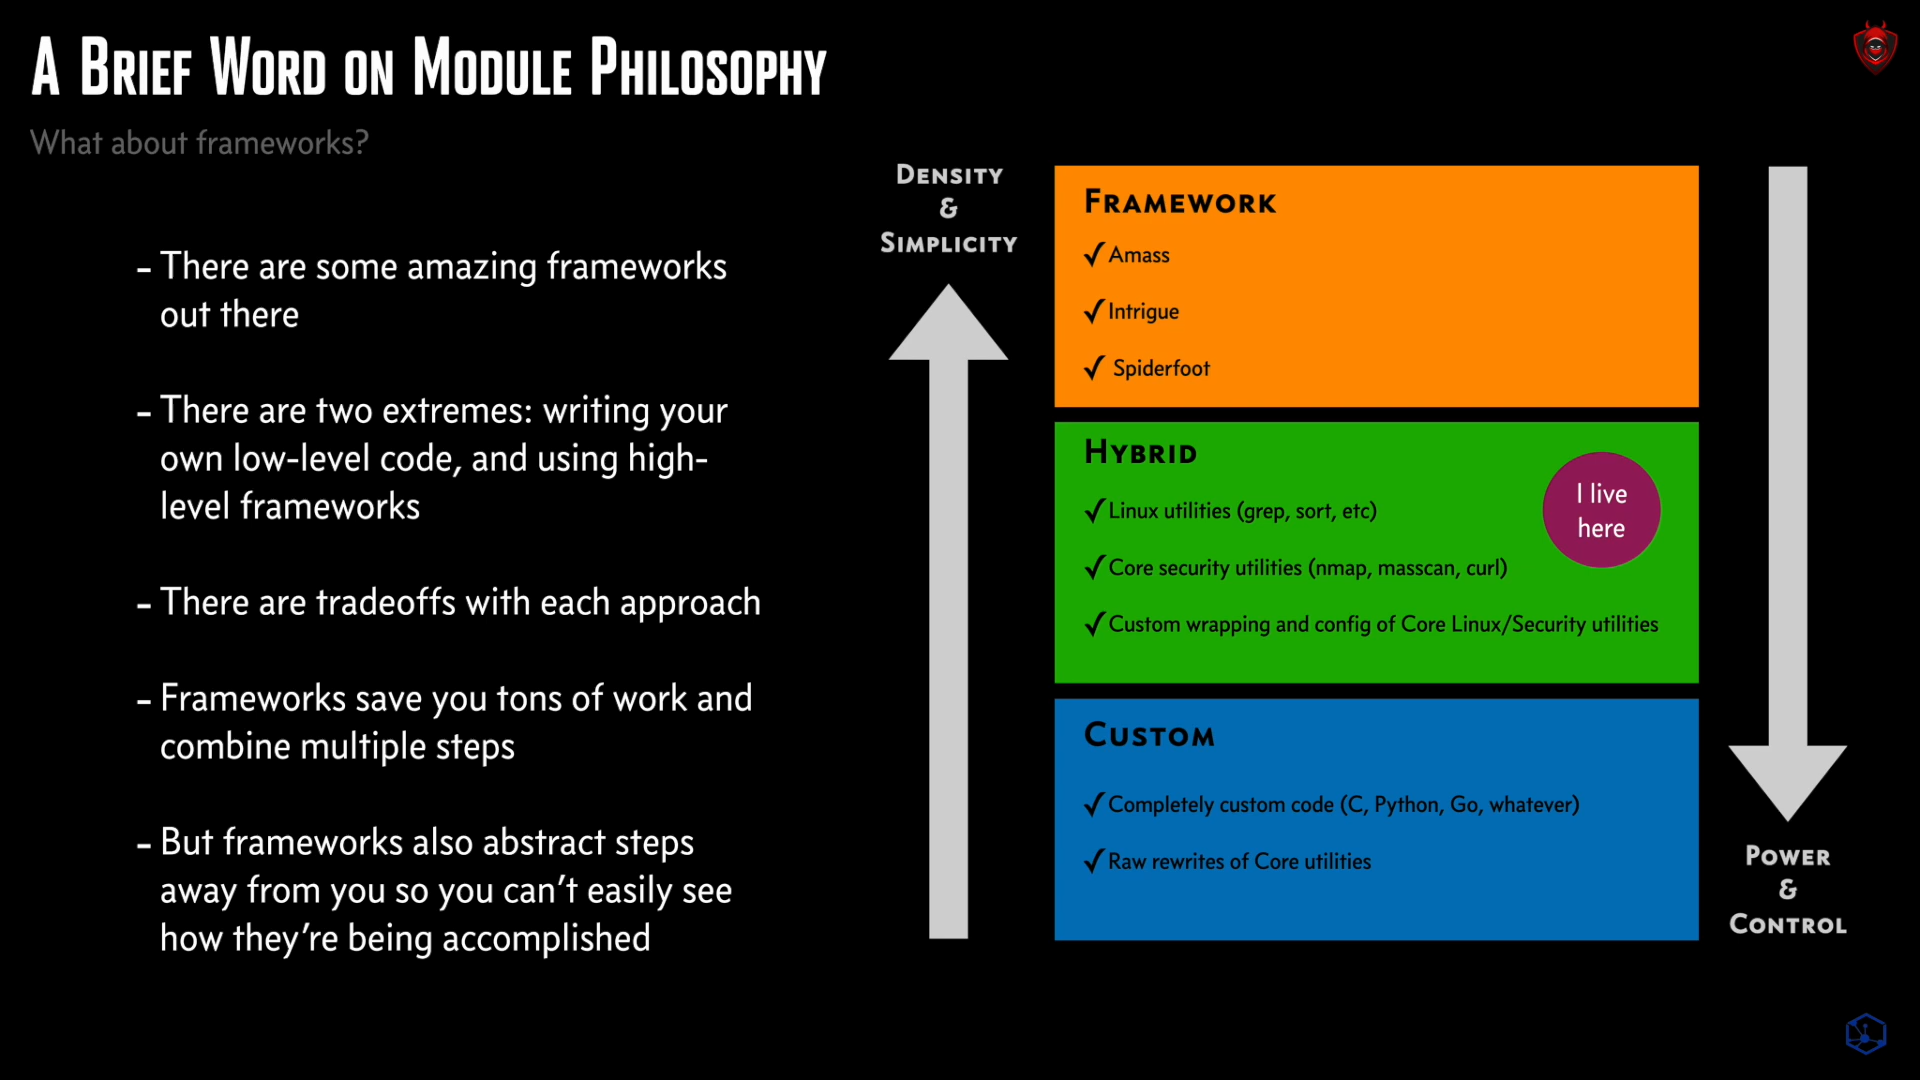 A Brief Word on Module Philosophy
What about frameworks?
- There are some amazing frameworks
out there
- There are two extremes: writing your
own low-level code, and using high-
level frameworks
- There are tradeoffs with each approach
- Frameworks save you tons of work and
combine multiple steps
- But frameworks also abstract steps
away from you so you can’t easily see
how they’re being accomplished
Density
&
Simplicity
Framework
✓Amass
✓Intrigue
✓ Spiderfoot
Hybrid
✓Linux utilities (grep, sort, etc)
✓Core security utilities (nmap, masscan, curl)
✓Custom wrapping and config of Core Linux/Security utilities
I live
here
Custom
✓Completely custom code (C, Python, Go, whatever)
✓Raw rewrites of Core utilities
Power
&
Control